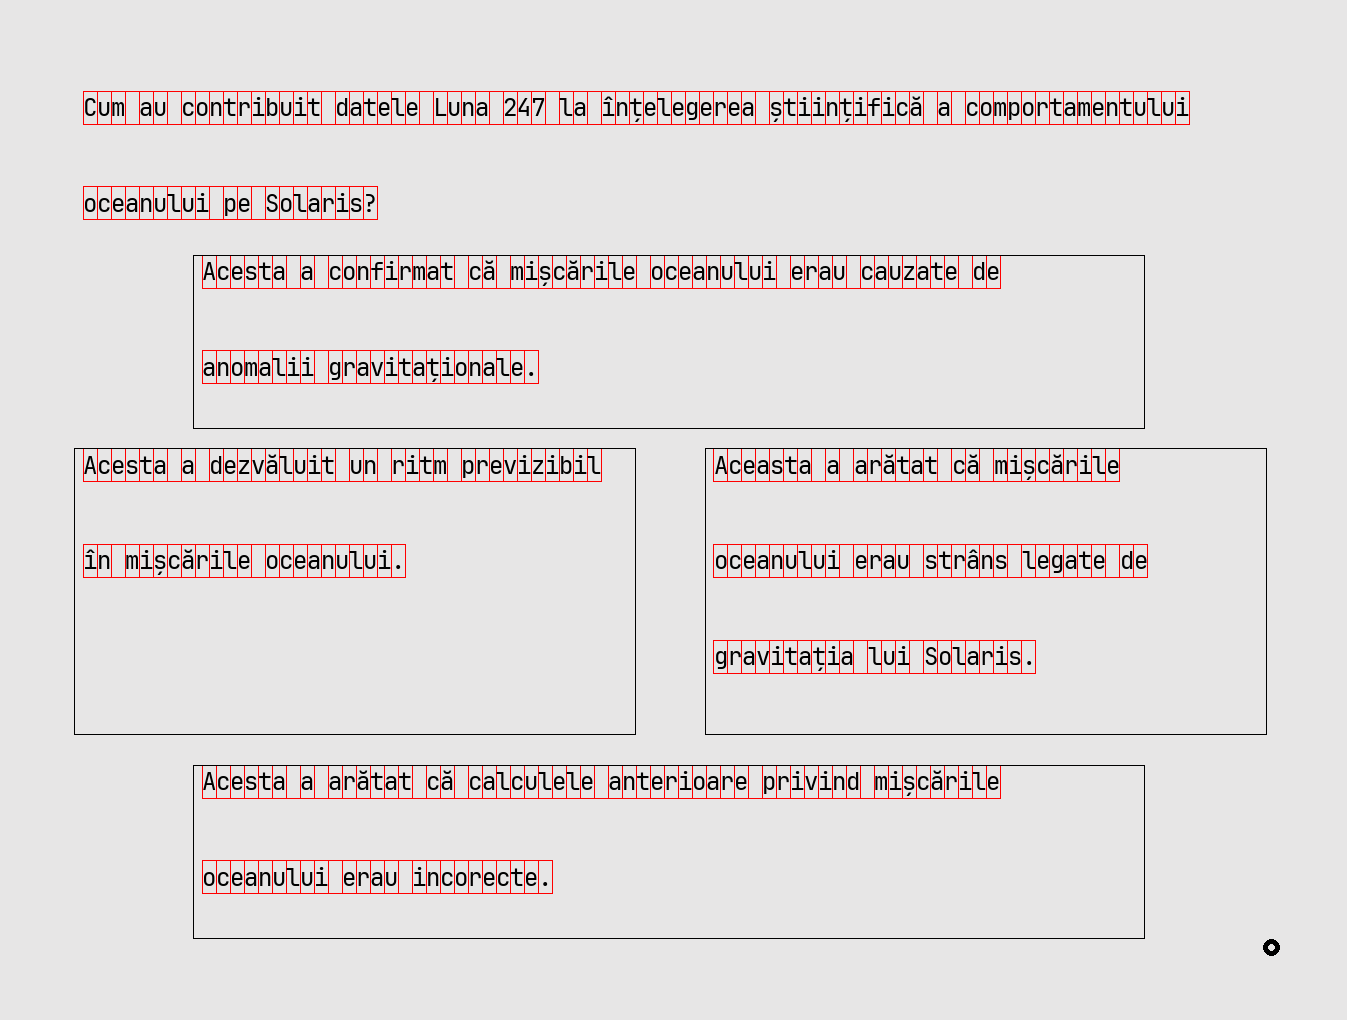 Cum au contribuit datele Luna 247 la înțelegerea științifică a comportamentului
oceanului pe Solaris?
Acesta a confirmat că mișcările oceanului erau cauzate de
anomalii gravitaționale.
Acesta a dezvăluit un ritm previzibil
în mișcările oceanului.
Aceasta a arătat că mișcările
oceanului erau strâns legate de
gravitația lui Solaris.
Acesta a arătat că calculele anterioare privind mișcările
oceanului erau incorecte.